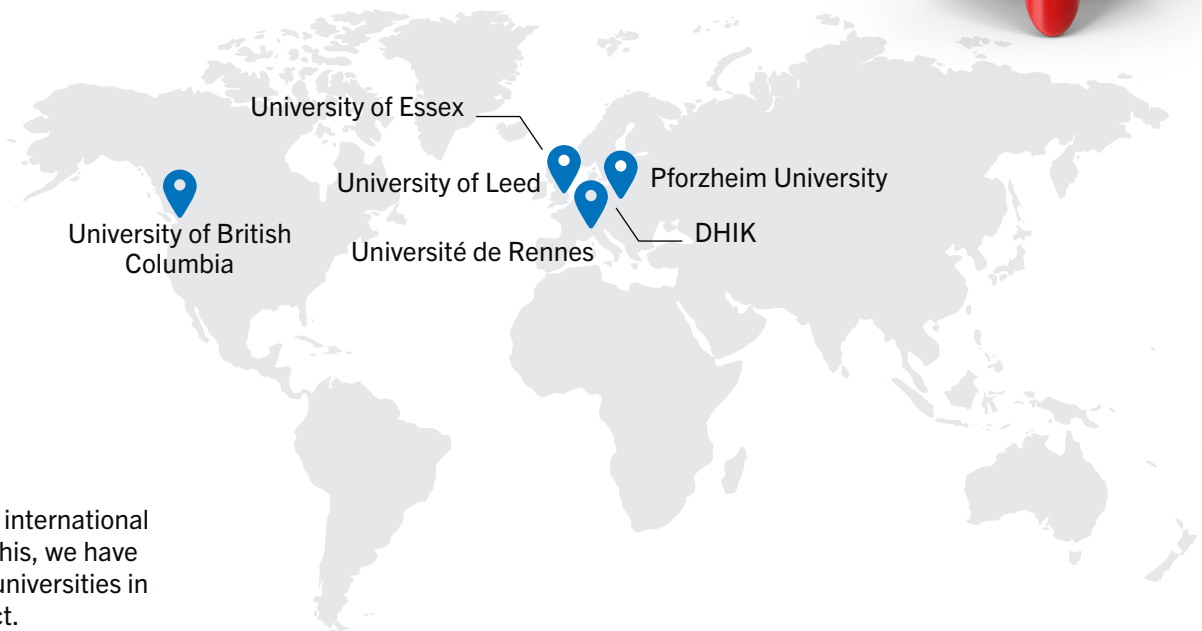 University of Essex
University of Leed
Pforzheim University
University of British
Columbia
DHIK
Université de Rennes
international
his, we have
universities in
ct.